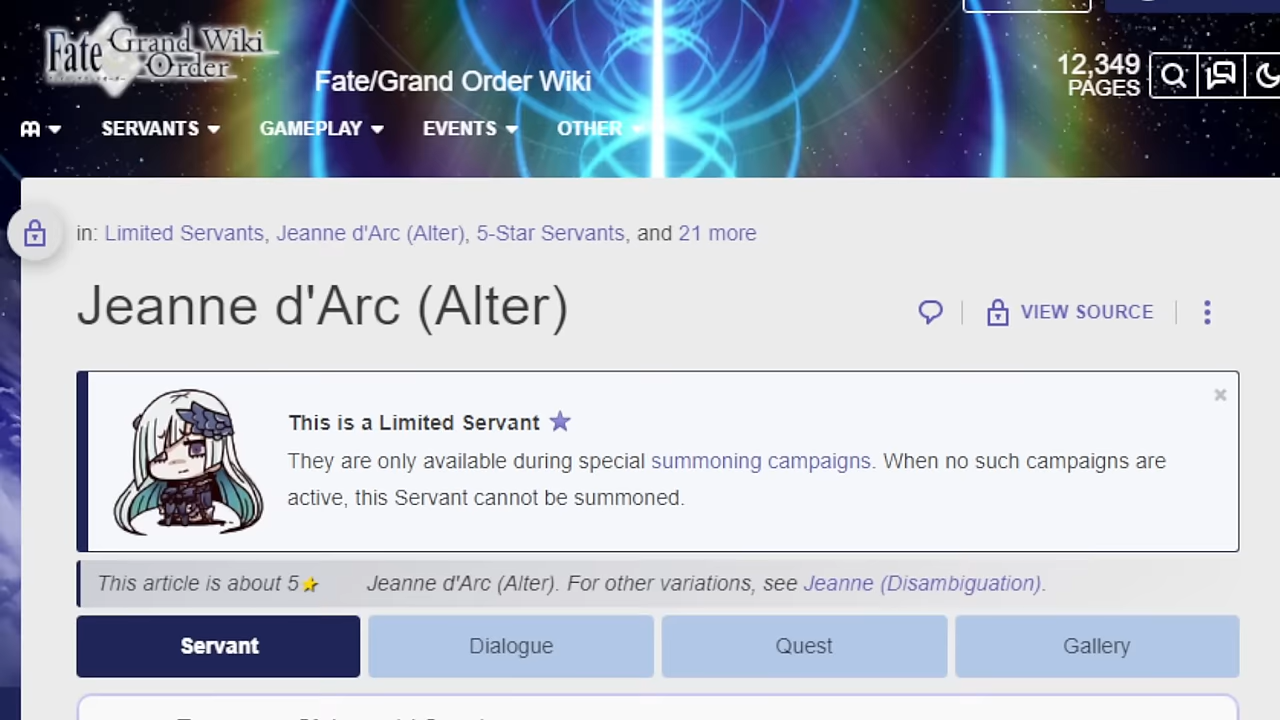 Fate Grand Wiki
Order
Fate/Grand Order Wiki
12,349
PAGES
SERVANTS
GAMEPLAY
EVENTS
OTHER
in: Limited Servants, Jeanne d'Arc (Alter), 5-Star Servants, and 21 more
Jeanne d'Arc (Alter)
VIEW SOURCE
This is a Limited Servant
They are only available during special summoning campaigns. When no such campaigns are
active, this Servant cannot be summoned.
This article is about 5⭐ Jeanne d'Arc (Alter). For other variations, see Jeanne (Disambiguation).
Servant
Dialogue
Quest
Gallery